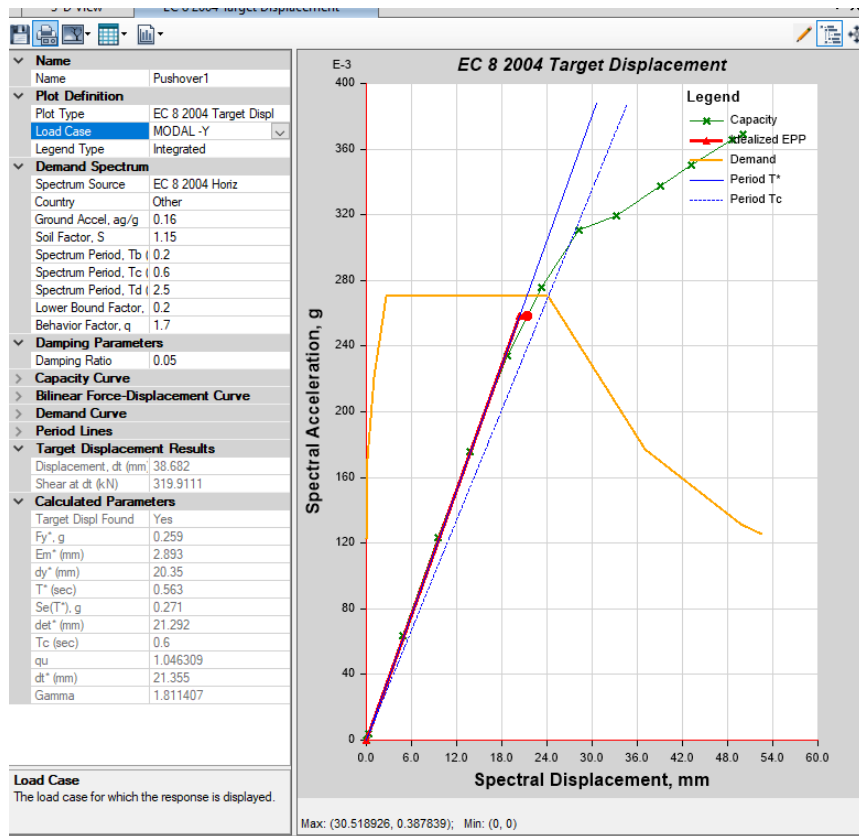 3-D View
EC 8 2004 Target Displacement
Name
Name Pushover1
Plot Definition
Plot Type EC 8 2004 Target Displ
Load Case MODAL -Y
Legend Type Integrated
Demand Spectrum
Spectrum Source EC 8 2004 Horiz
Country Other
Ground Accel, ag/g 0.16
Soil Factor, S 1.15
Spectrum Period, Tb ( 0.2
Spectrum Period, Tc ( 0.6
Spectrum Period, Td ( 2.5
Lower Bound Factor, 0.2
Behavior Factor, q 1.7
Damping Parameters
Damping Ratio 0.05
Capacity Curve
Bilinear Force-Displacement Curve
Demand Curve
Period Lines
Target Displacement Results
Displacement, dt (mm) 38.682
Shear at dt (kN) 319.9111
Calculated Parameters
Target Displ Found Yes
Fy*, g 0.259
Em* (mm) 2.893
dy* (mm) 20.35
T* (sec) 0.563
Se(T*), g 0.271
det* (mm) 21.292
Tc (sec) 0.6
qu 1.046309
dt* (mm) 21.355
Gamma 1.811407
Load Case
The load case for which the response is displayed.
E-3
EC 8 2004 Target Displacement
Legend
Capacity
Idealized EPP
Demand
Period T*
Period Tc
400
360
320
280
240
200
160
120
80
40
0
Spectral Acceleration, g
0.0 6.0 12.0 18.0 24.0 30.0 36.0 42.0 48.0 54.0 60.0
Spectral Displacement, mm
Max: (30.518926, 0.387839); Min: (0, 0)